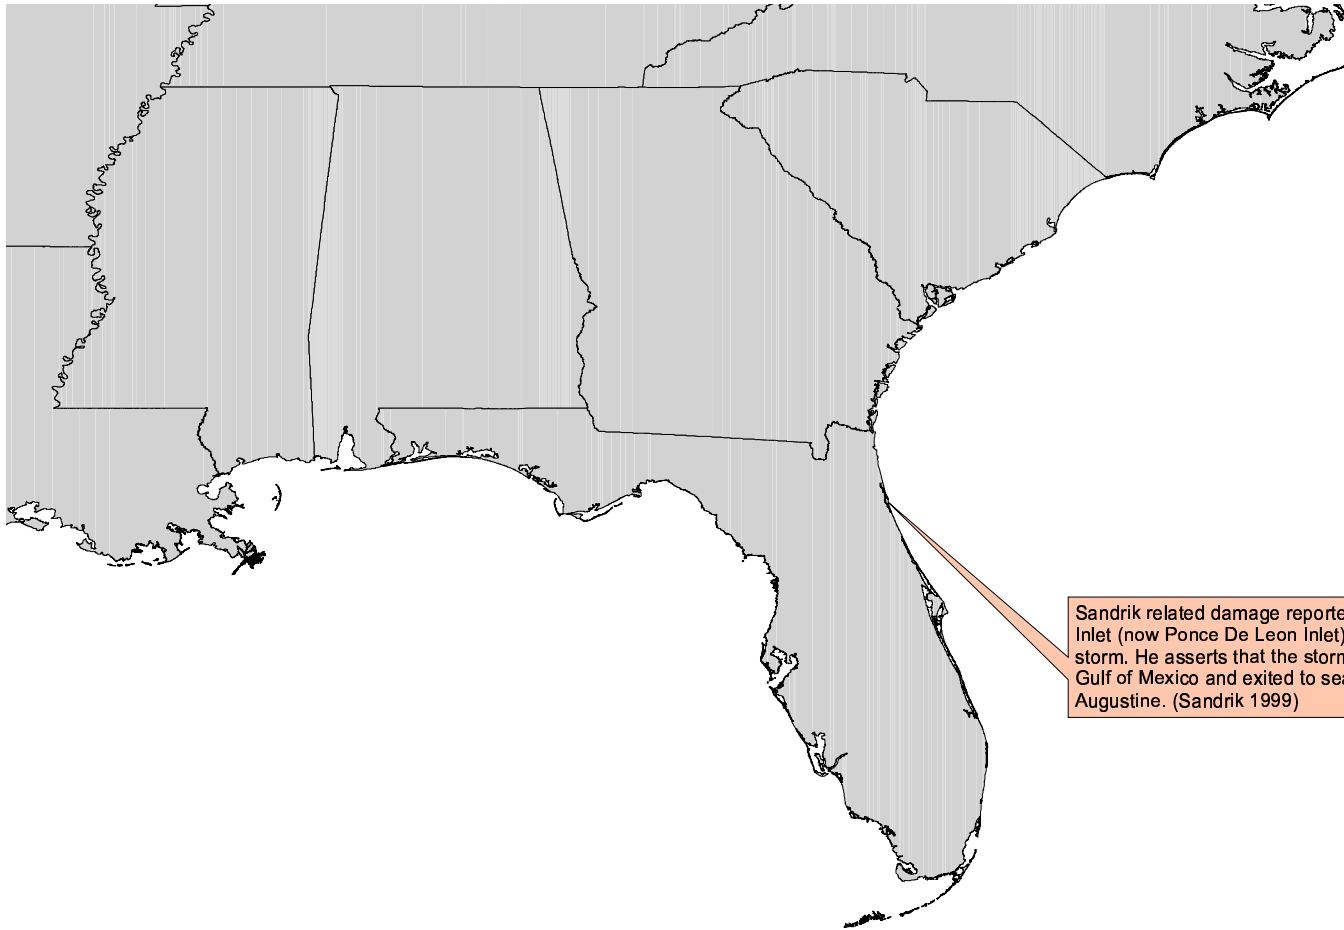 Sandrik related damage reporte
Inlet (now Ponce De Leon Inlet)
storm. He asserts that the storm
Gulf of Mexico and exited to sea
Augustine. (Sandrik 1999)